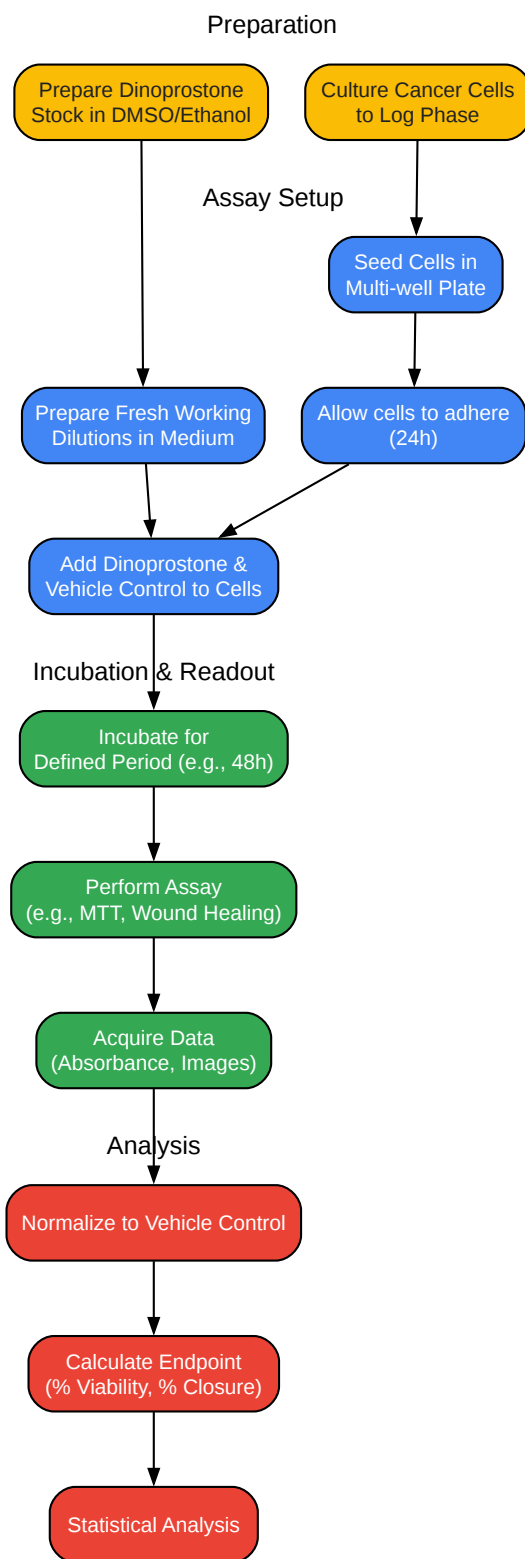 Preparation
Prepare Dinoprostone
Stock in DMSO/Ethanol
Culture Cancer Cells
to Log Phase
Assay Setup
Seed Cells in
Multi-well Plate
Prepare Fresh Working
Dilutions in Medium
Allow cells to adhere
(24h)
Add Dinoprostone &
Vehicle Control to Cells
Incubation & Readout
Incubate for
Defined Period (e.g., 48h)
Perform Assay
(e.g., MTT, Wound Healing)
Acquire Data
(Absorbance, Images)
Analysis
Normalize to Vehicle Control
Calculate Endpoint
(% Viability, % Closure)
Statistical Analysis